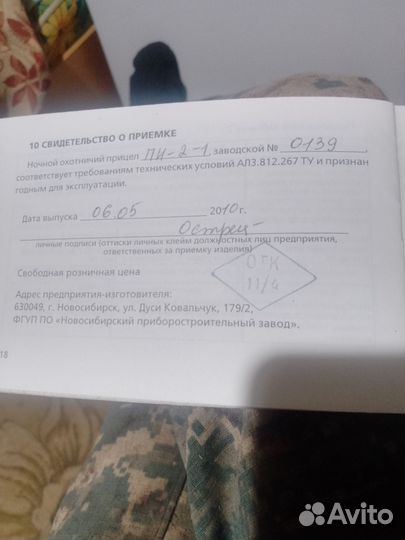 10 СВИДЕТЕЛЬСТВО О ПРИЕМКЕ
Ночной охотничий прицел ПН-2-1, заводской № 0139,
соответствует требованиям технических условий АЛ3.812.267 ТУ и признан
годным для эксплуатации.
Дата выпуска 06.05 2010г.
личные подписи (оттиски личных клейм должностных лиц предприятия,
ответственных за приемку изделия)
Свободная розничная цена
ОТК
11/4
Адрес предприятия-изготовителя:
630049, г. Новосибирск, ул. Дуси Ковальчук, 179/2,
ФГУП ПО «Новосибирский приборостроительный завод».
18
Avito